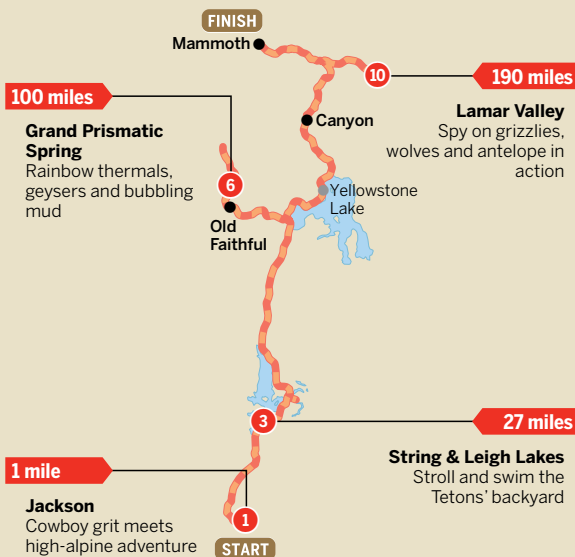 FINISH
Mammoth
10
190 miles
Lamar Valley
Spy on grizzlies,
wolves and antelope in
action
100 miles
Grand Prismatic
Spring
Rainbow thermals,
geysers and bubbling
mud
Canyon
6
Yellowstone
Lake
Old
Faithful
3
27 miles
String & Leigh Lakes
Stroll and swim the
Tetons’ backyard
1 mile
Jackson
Cowboy grit meets
high-alpine adventure
1
START